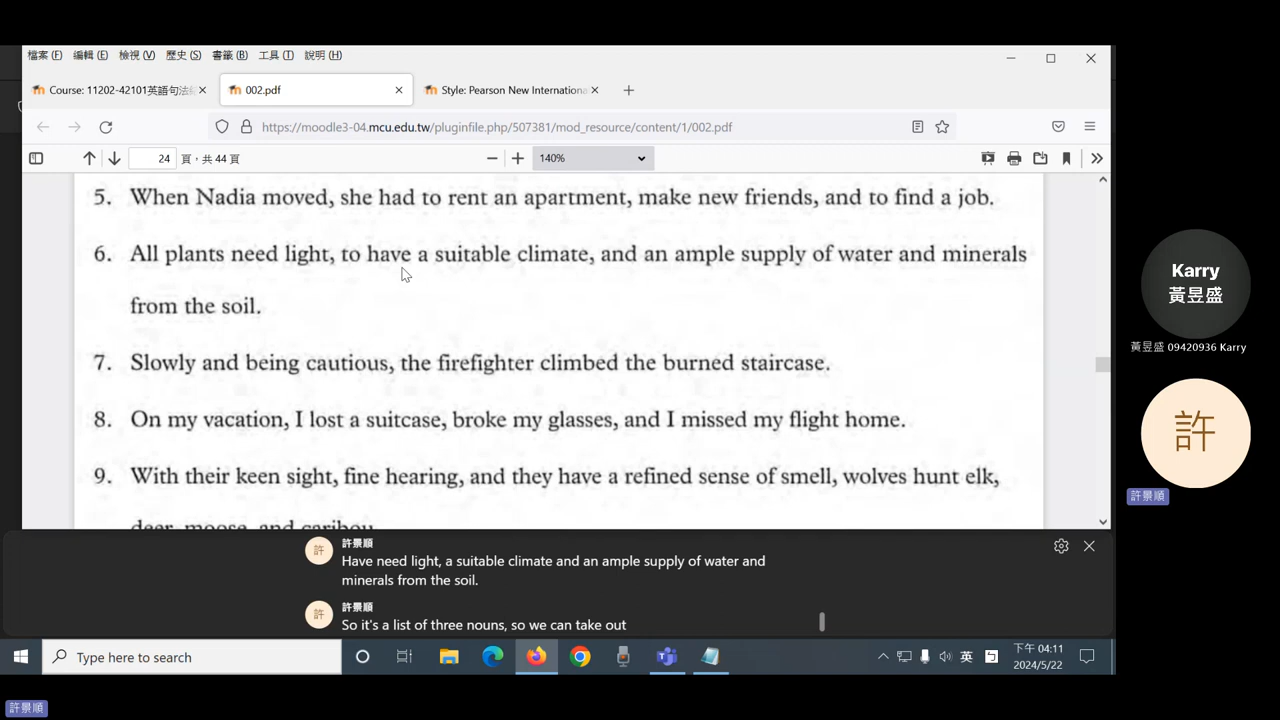 檔案 (F) 編輯 (E) 檢視 (V) 歷史 (S) 書籤 (B) 工具 (T) 說明 (H)
Course: 11202-42101英語句法 002.pdf Style: Pearson New Internationa
https://moodle3-04.mcu.edu.tw/pluginfile.php/507381/mod_resource/content/1/002.pdf
24 頁，共 44 頁 140%
5. When Nadia moved, she had to rent an apartment, make new friends, and to find a job.
6. All plants need light, to have a suitable climate, and an ample supply of water and minerals
from the soil.
7. Slowly and being cautious, the firefighter climbed the burned staircase.
8. On my vacation, I lost a suitcase, broke my glasses, and I missed my flight home.
9. With their keen sight, fine hearing, and they have a refined sense of smell, wolves hunt elk,
deer, moose, and caribou.
許 許景順
Have need light, a suitable climate and an ample supply of water and
minerals from the soil.
許 許景順
So it's a list of three nouns, so we can take out
Karry
黃昱盛
黃昱盛 09420936 Karry
許
許景順
Type here to search
英
下午 04:11
2024/5/22
許景順